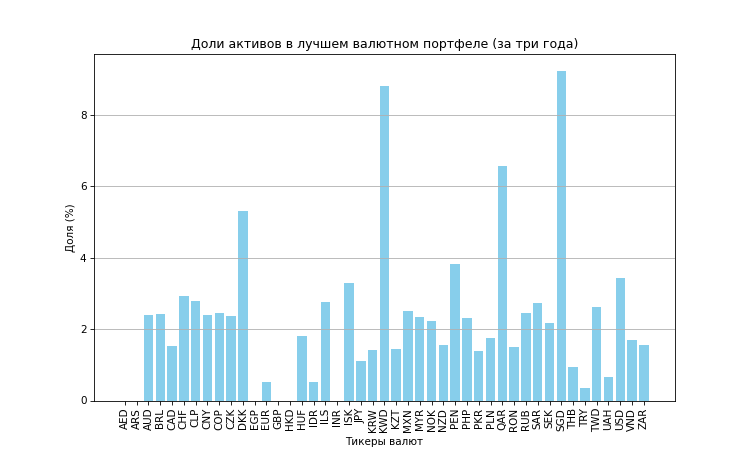 Доли активов в лучшем валютном портфеле (за три года)
Доля (%)
8
6
4
2
0
AED ARS AUD BRL CAD CHF CLP CNY COP CZK DKK EGP EUR GBP HKD HUF IDR ILS INR ISK JPY KRW KWD KZT MXN MYR NOK NZD PEN PHP PKR PLN QAR RON RUB SAR SEK SGD THB TRY TWD UAH USD VND ZAR
Тикеры валют